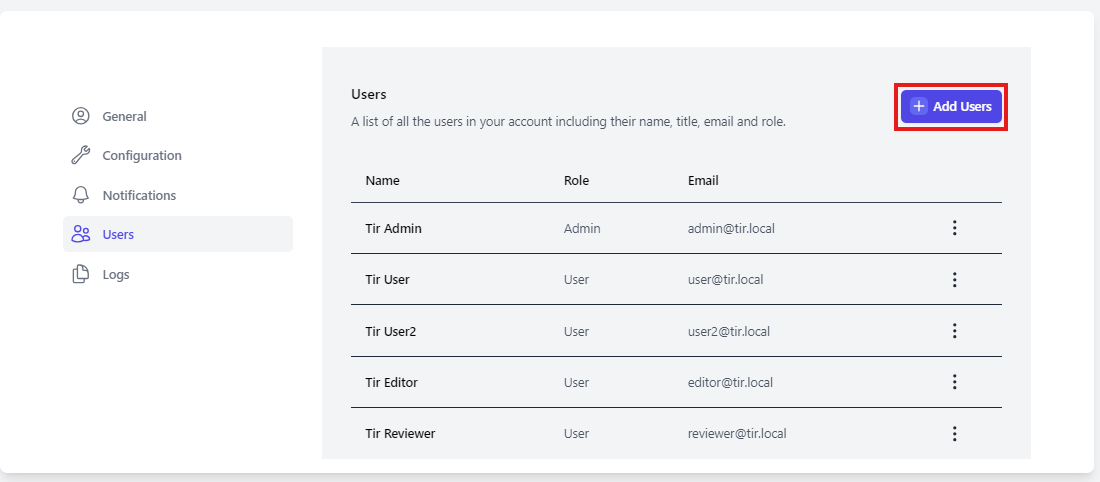 General
Configuration
Notifications
Users
Logs
Users
A list of all the users in your account including their name, title, email and role.
Add Users
Name Role Email
Tir Admin Admin admin@tir.local
Tir User User user@tir.local
Tir User2 User user2@tir.local
Tir Editor User editor@tir.local
Tir Reviewer User reviewer@tir.local